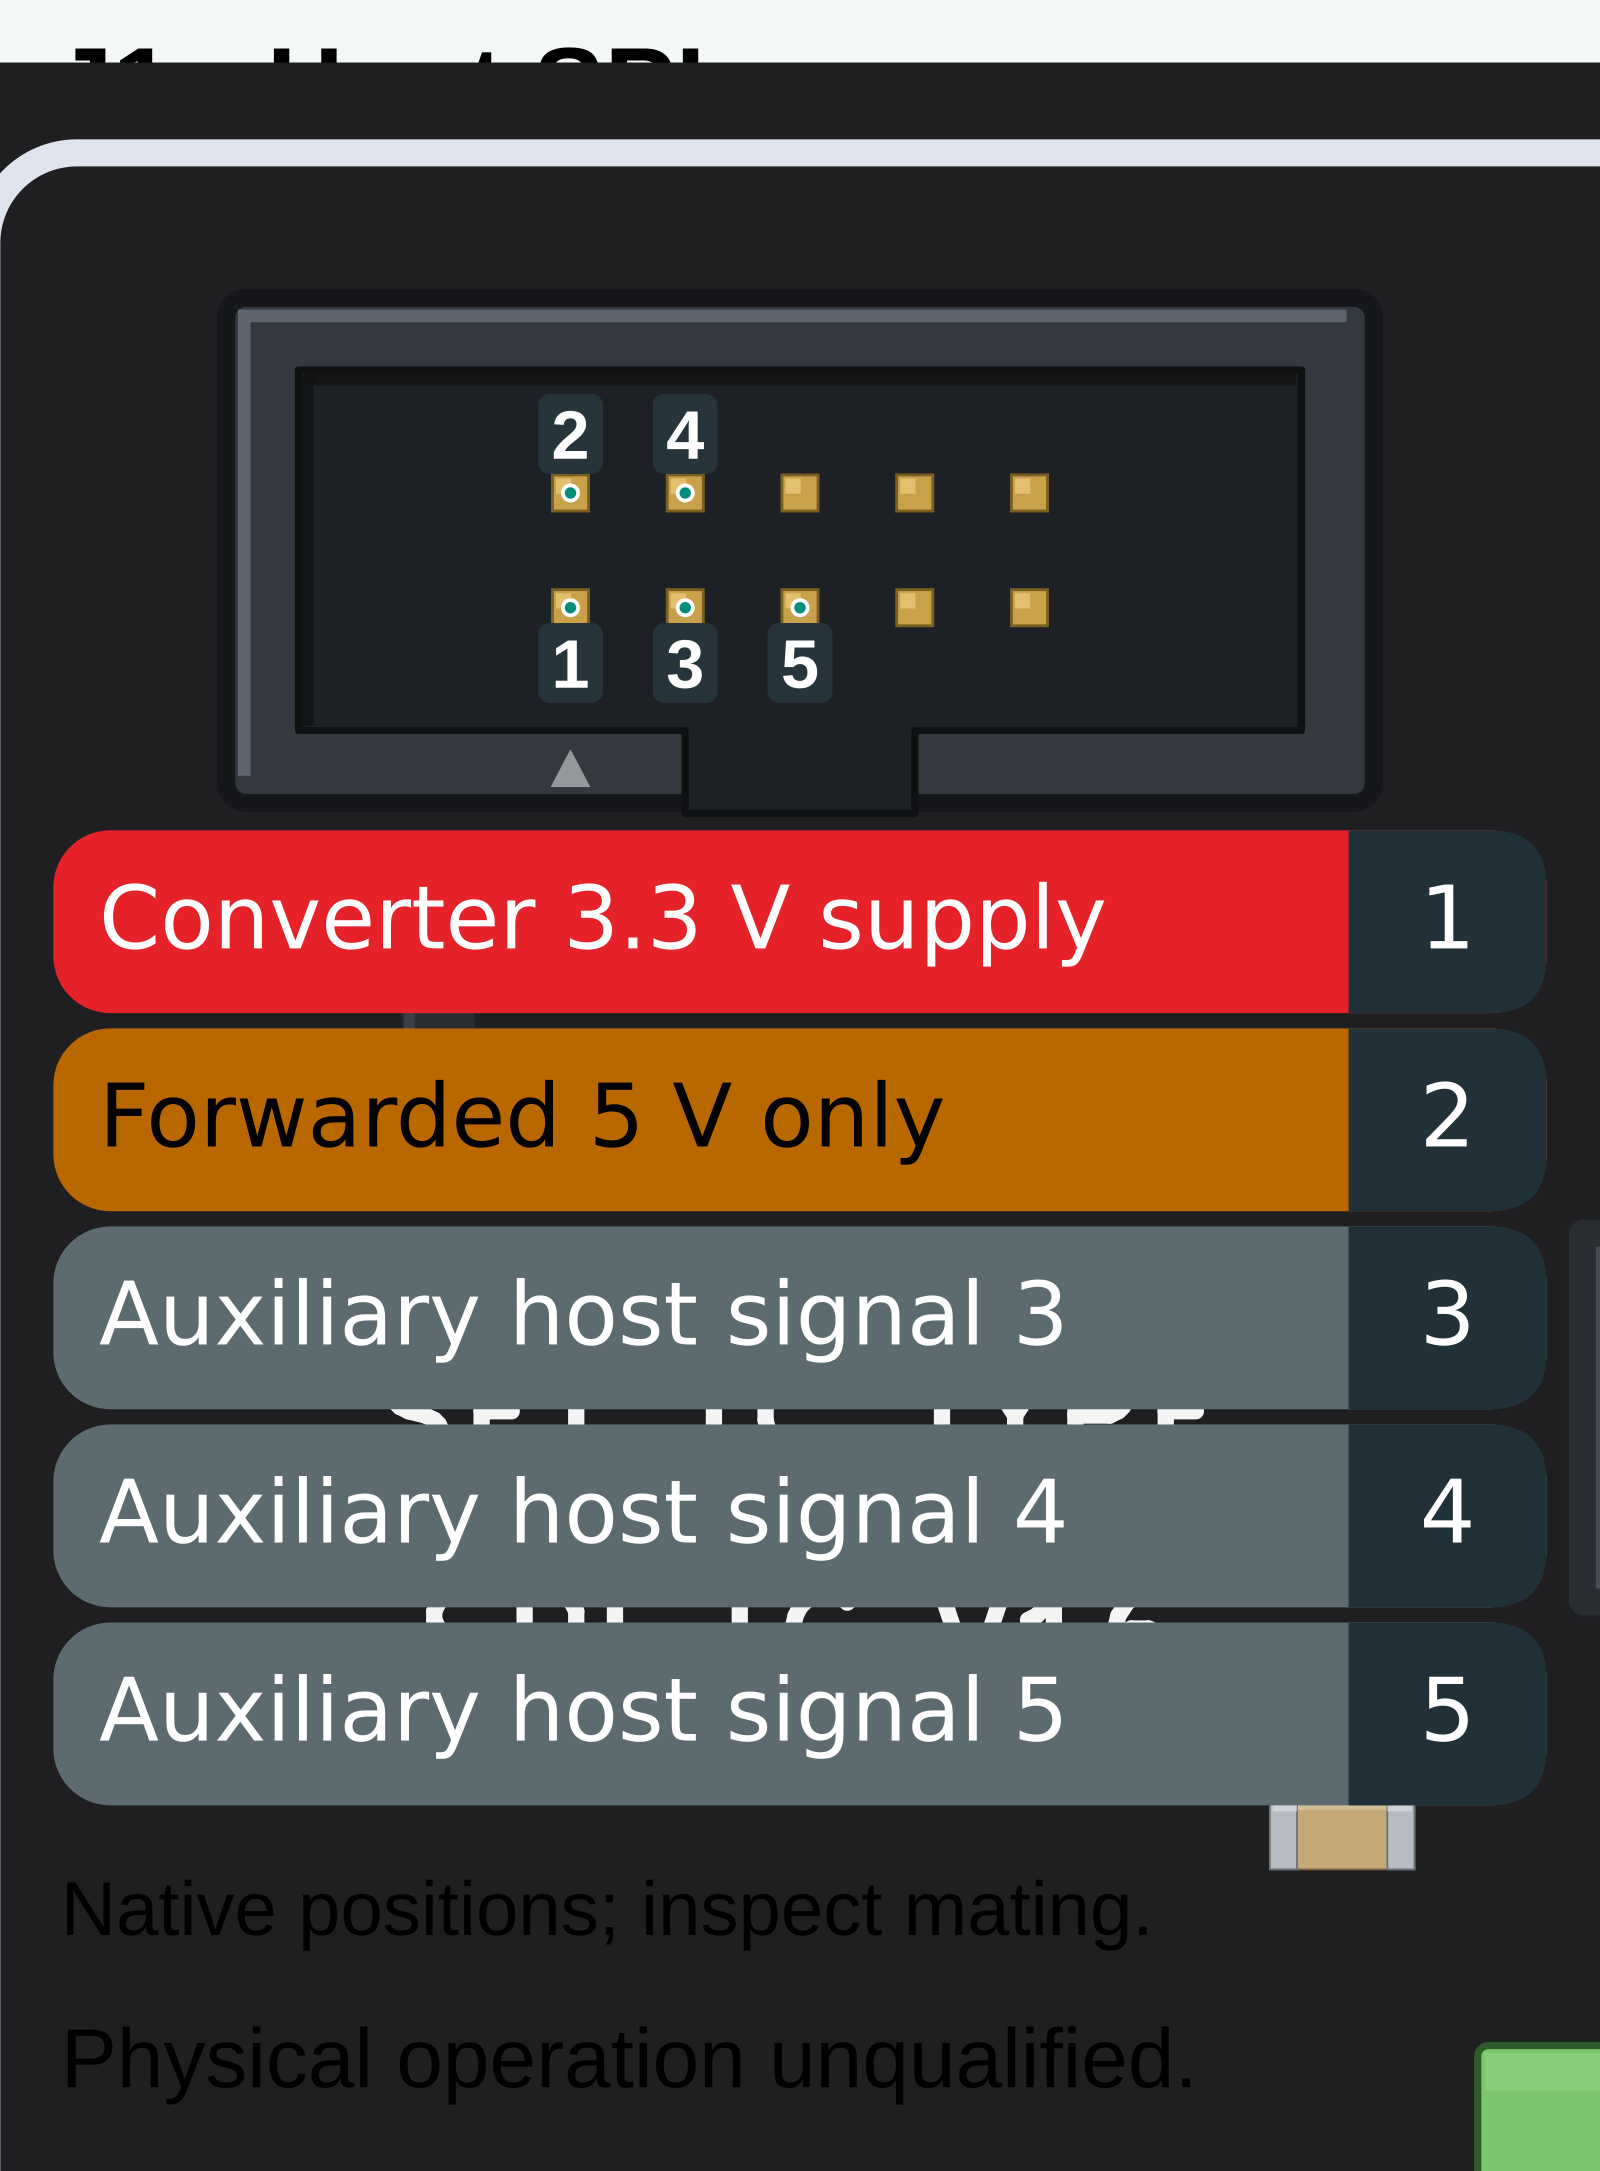 2 4
1 3 5
Converter 3.3 V supply 1
Forwarded 5 V only 2
Auxiliary host signal 3 3
Auxiliary host signal 4 4
Auxiliary host signal 5 5
Native positions; inspect mating.
Physical operation unqualified.